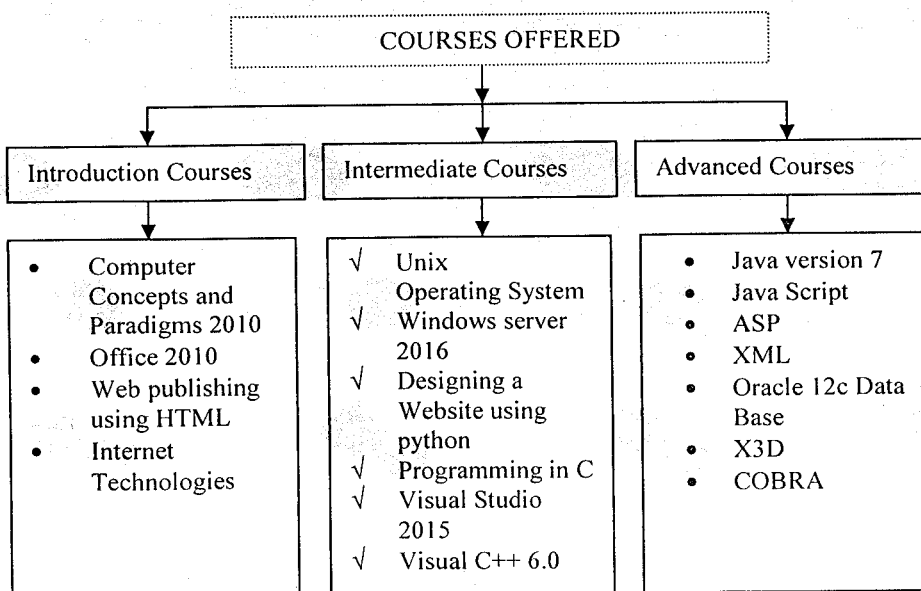 COURSES OFFERED
Introduction Courses
Intermediate Courses
Advanced Courses
• Computer
Concepts and
Paradigms 2010
• Office 2010
• Web publishing
using HTML
• Internet
Technologies
√ Unix
Operating System
√ Windows server
2016
√ Designing a
Website using
python
√ Programming in C
√ Visual Studio
2015
√ Visual C++ 6.0
• Java version 7
• Java Script
• ASP
• XML
• Oracle 12c Data
Base
• X3D
• COBRA